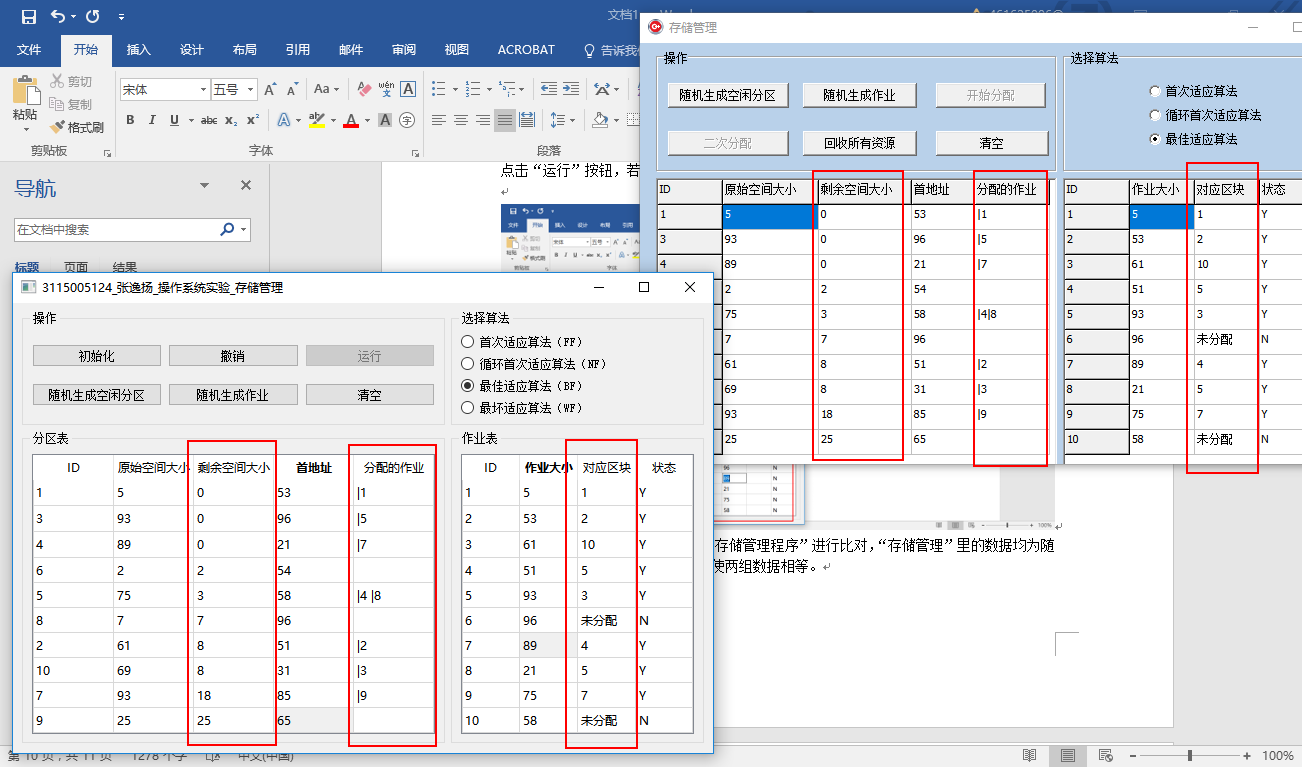 文档1
文件 开始 插入 设计 布局 引用 邮件 审阅 视图 ACROBAT 告诉我
粘贴 剪切 复制 格式刷
宋体 五号
剪贴板 字体 段落
导航
在文档中搜索
标题 页面 结果
点击“运行”按钮，若
存储管理
操作
随机生成空闲分区 随机生成作业 开始分配
二次分配 回收所有资源 清空
选择算法
首次适应算法
循环首次适应算法
最佳适应算法
ID 原始空间大小 剩余空间大小 首地址 分配的作业
1 5 0 53 |1
3 93 0 96 |5
4 89 0 21 |7
2 2 54
75 3 58 |4|8
7 7 96
61 8 51 |2
69 8 31 |3
93 18 85 |9
25 25 65
ID 作业大小 对应区块 状态
1 5 1 Y
2 53 2 Y
3 61 10 Y
4 51 5 Y
5 93 3 Y
6 96 未分配 N
7 89 4 Y
8 21 5 Y
9 75 7 Y
10 58 未分配 N
3115005124_张逸扬_操作系统实验_存储管理
操作
初始化 撤销 运行
随机生成空闲分区 随机生成作业 清空
选择算法
首次适应算法（FF）
循环首次适应算法（NF）
最佳适应算法（BF）
最坏适应算法（WF）
分区表
ID 原始空间大小 剩余空间大小 首地址 分配的作业
1 5 0 53 |1
3 93 0 96 |5
4 89 0 21 |7
6 2 2 54
5 75 3 58 |4 |8
8 7 7 96
2 61 8 51 |2
10 69 8 31 |3
7 93 18 85 |9
9 25 25 65
作业表
ID 作业大小 对应区块 状态
1 5 1 Y
2 53 2 Y
3 61 10 Y
4 51 5 Y
5 93 3 Y
6 96 未分配 N
7 89 4 Y
8 21 5 Y
9 75 7 Y
10 58 未分配 N
存储管理程序”进行比对，“存储管理”里的数据均为随
使两组数据相等。
第 10 页，共 11 页 1278 个字 中文(中国) 100%